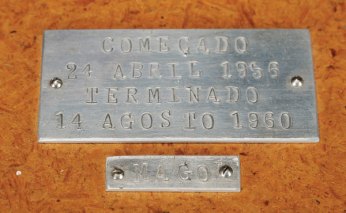 COMEÇADO
24 ABRIL 1956
TERMINADO
14 AGOSTO 1960
MAGO